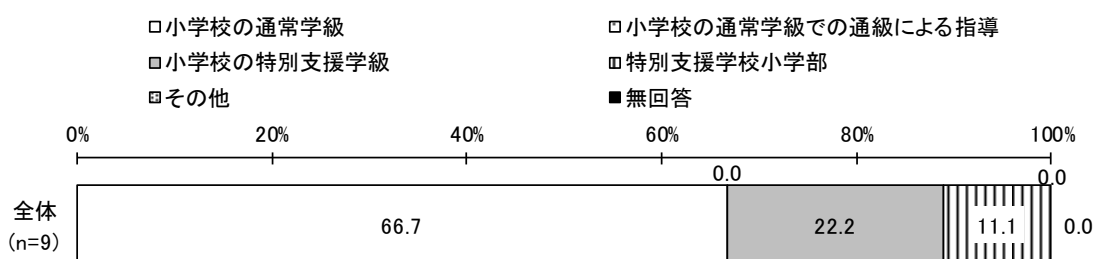 □小学校の通常学級 □小学校の通常学級での通級による指導
■小学校の特別支援学級 特別支援学校小学部
その他 ■無回答
0% 20% 40% 60% 80% 100%
0.0 0.0
全体 66.7 22.2 11.1 0.0
(n=9)